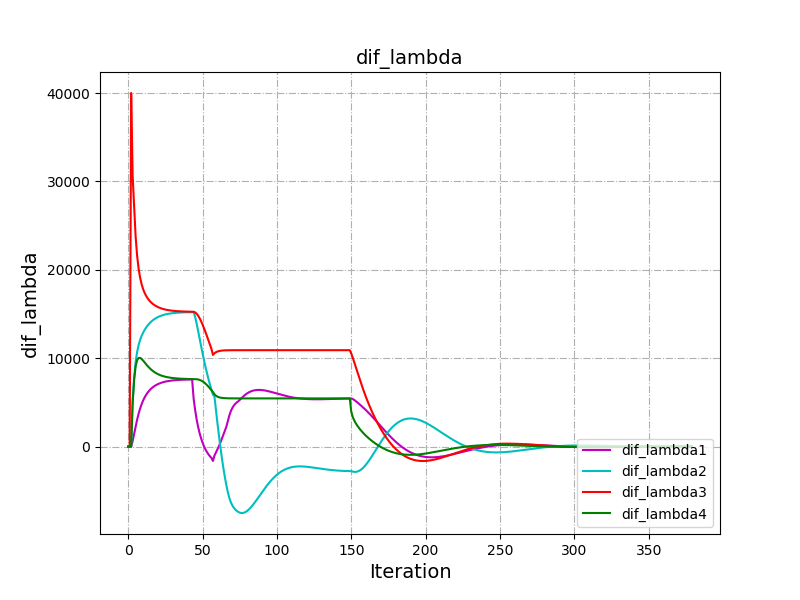 dif_lambda
40000
30000
20000
10000
0
dif_lambda
0 50 100 150 200 250 300 350
Iteration
dif_lambda1
dif_lambda2
dif_lambda3
dif_lambda4